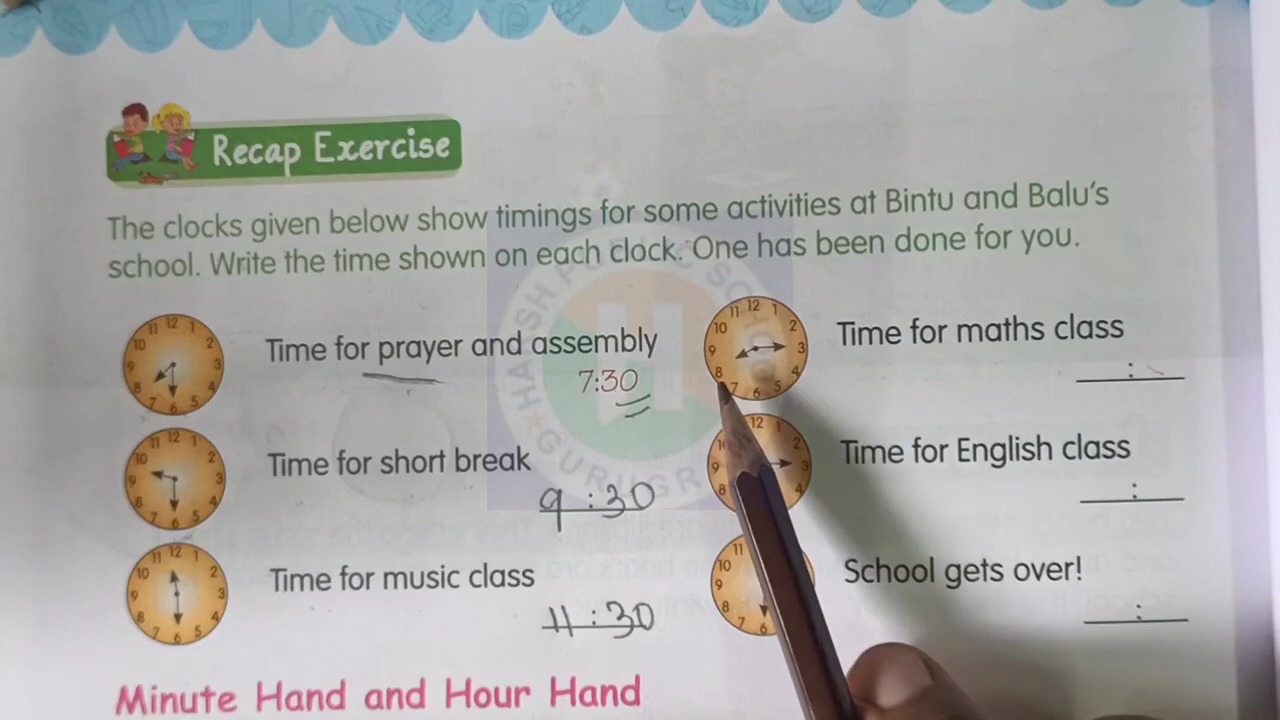 Recap Exercise
The clocks given below show timings for some activities at Bintu and Balu's
school. Write the time shown on each clock. One has been done for you.
Time for prayer and assembly
7:30
Time for maths class
:
Time for short break
9:30
Time for English class
:
Time for music class
11:30
School gets over!
:
Minute Hand and Hour Hand